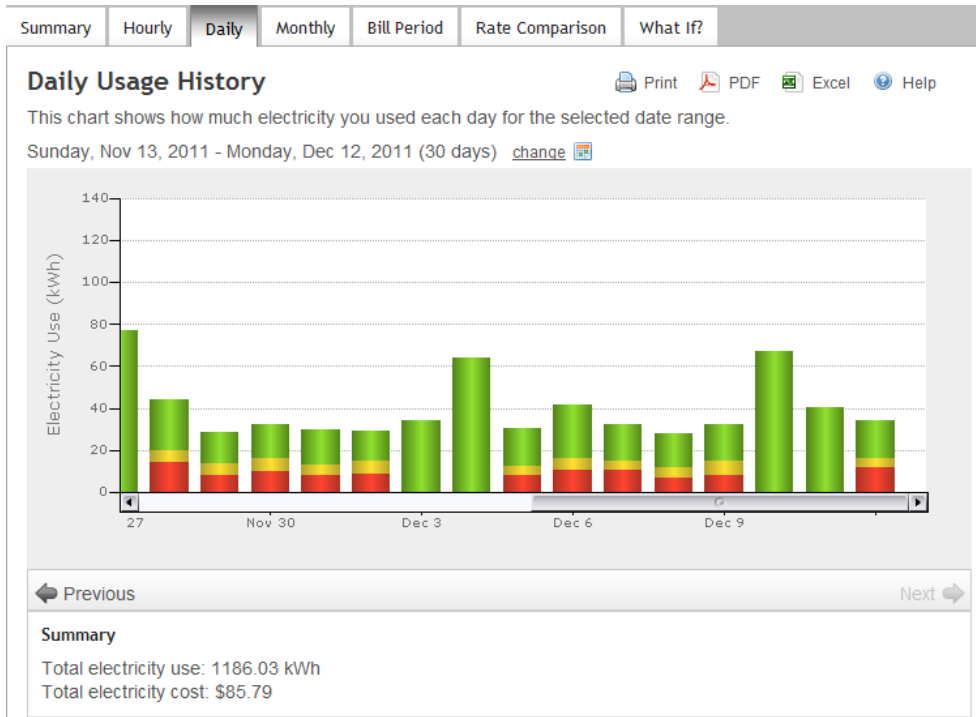 Summary Hourly Daily Monthly Bill Period Rate Comparison What If?
Daily Usage History
Print PDF Excel Help
This chart shows how much electricity you used each day for the selected date range.
Sunday, Nov 13, 2011 - Monday, Dec 12, 2011 (30 days) change
Electricity Use (kWh)
140
120
100
80
60
40
20
0
27 Nov 30 Dec 3 Dec 6 Dec 9
Previous Next
Summary
Total electricity use: 1186.03 kWh
Total electricity cost: $85.79